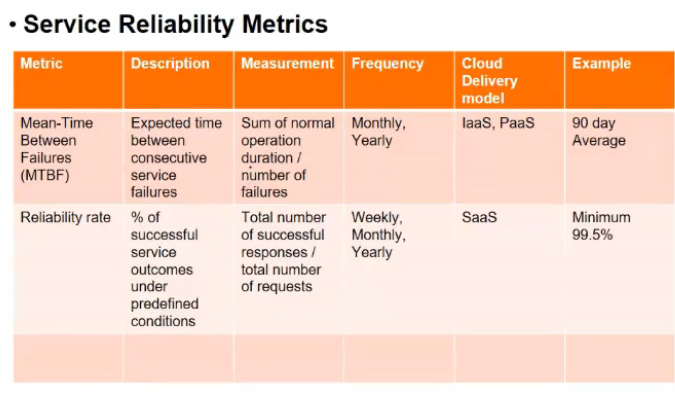 • Service Reliability Metrics
Metric
Description
Measurement
Frequency
Cloud
Delivery
model
Example
Mean-Time
Between
Failures
(MTBF)
Expected time
between
consecutive
service
failures
Sum of normal
operation
duration /
number of
failures
Monthly,
Yearly
IaaS, PaaS
90 day
Average
Reliability rate
% of
successful
service
outcomes
under
predefined
conditions
Total number
of successful
responses /
total number
of requests
Weekly,
Monthly,
Yearly
SaaS
Minimum
99.5%